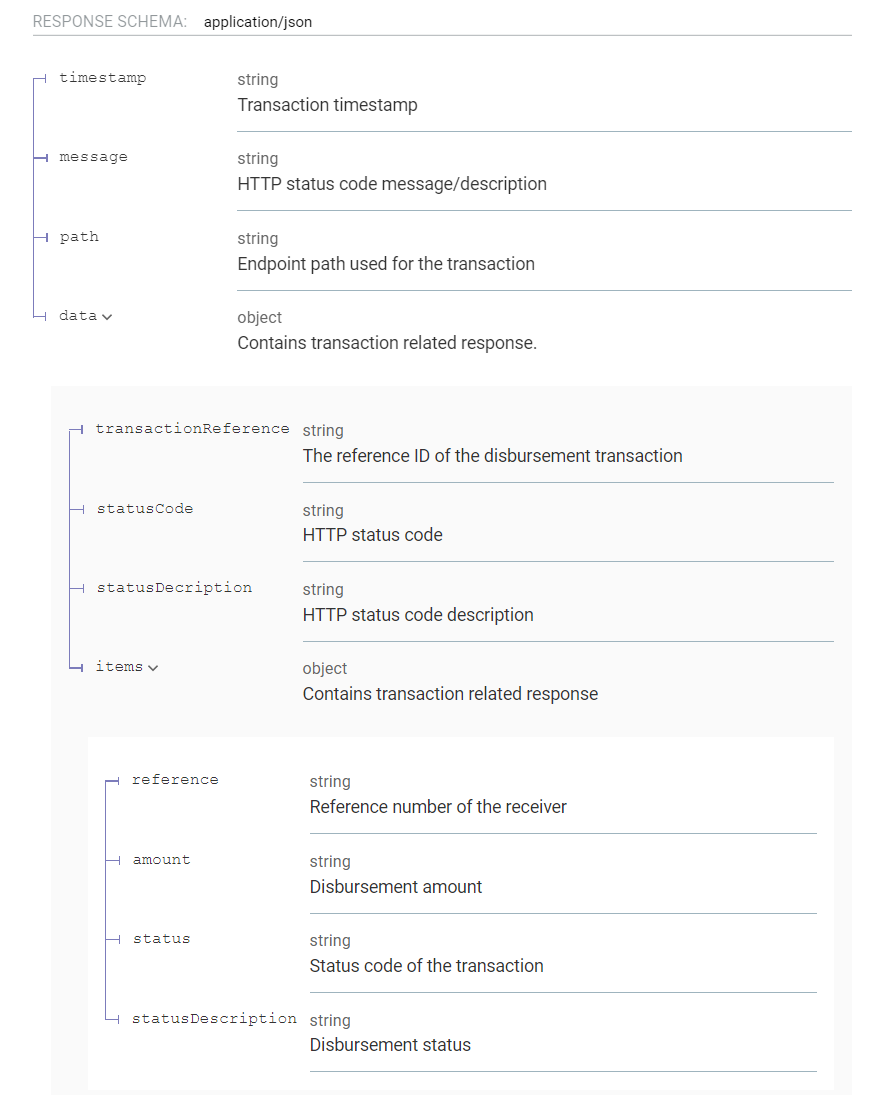 RESPONSE SCHEMA: application/json
timestamp string
Transaction timestamp
message string
HTTP status code message/description
path string
Endpoint path used for the transaction
data object
Contains transaction related response.
transactionReference string
The reference ID of the disbursement transaction
statusCode string
HTTP status code
statusDecription string
HTTP status code description
items object
Contains transaction related response
reference string
Reference number of the receiver
amount string
Disbursement amount
status string
Status code of the transaction
statusDescription string
Disbursement status